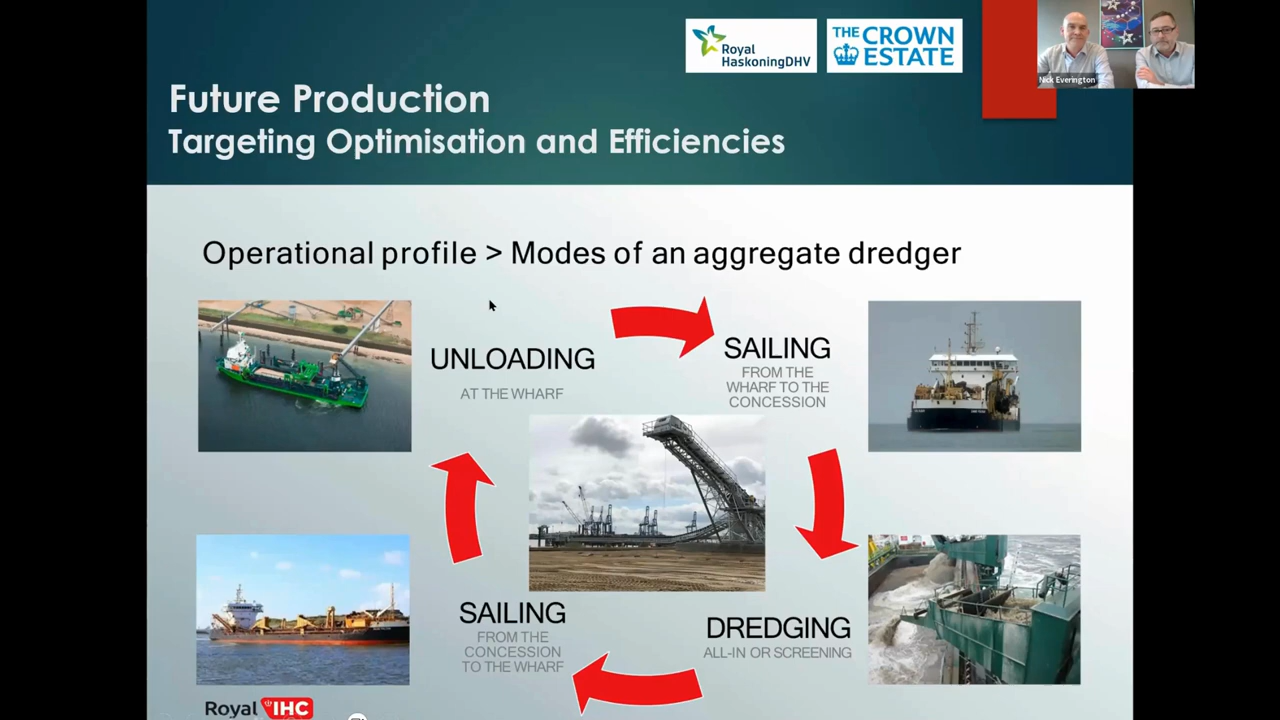 Royal
HaskoningDHV
THE CROWN
ESTATE
Nick Everington
Future Production
Targeting Optimisation and Efficiencies
Operational profile > Modes of an aggregate dredger
UNLOADING
AT THE WHARF
SAILING
FROM THE
WHARF TO THE
CONCESSION
SAILING
FROM THE
CONCESSION
TO THE WHARF
DREDGING
ALL-IN OR SCREENING
Royal IHC